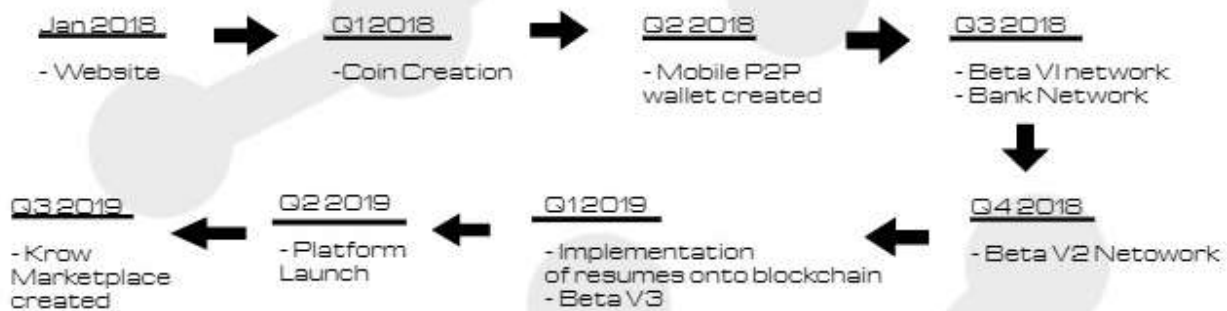 Jan 2018
- Website
Q1 2018
-Coin Creation
Q2 2018
- Mobile P2P
wallet created
Q3 2018
- Beta V1 network
- Bank Network
Q4 2018
- Beta V2 Netowork
Q1 2019
- Implementation
of resumes onto blockchain
- Beta V3
Q2 2019
- Platform
Launch
Q3 2019
- Krow
Marketplace
created